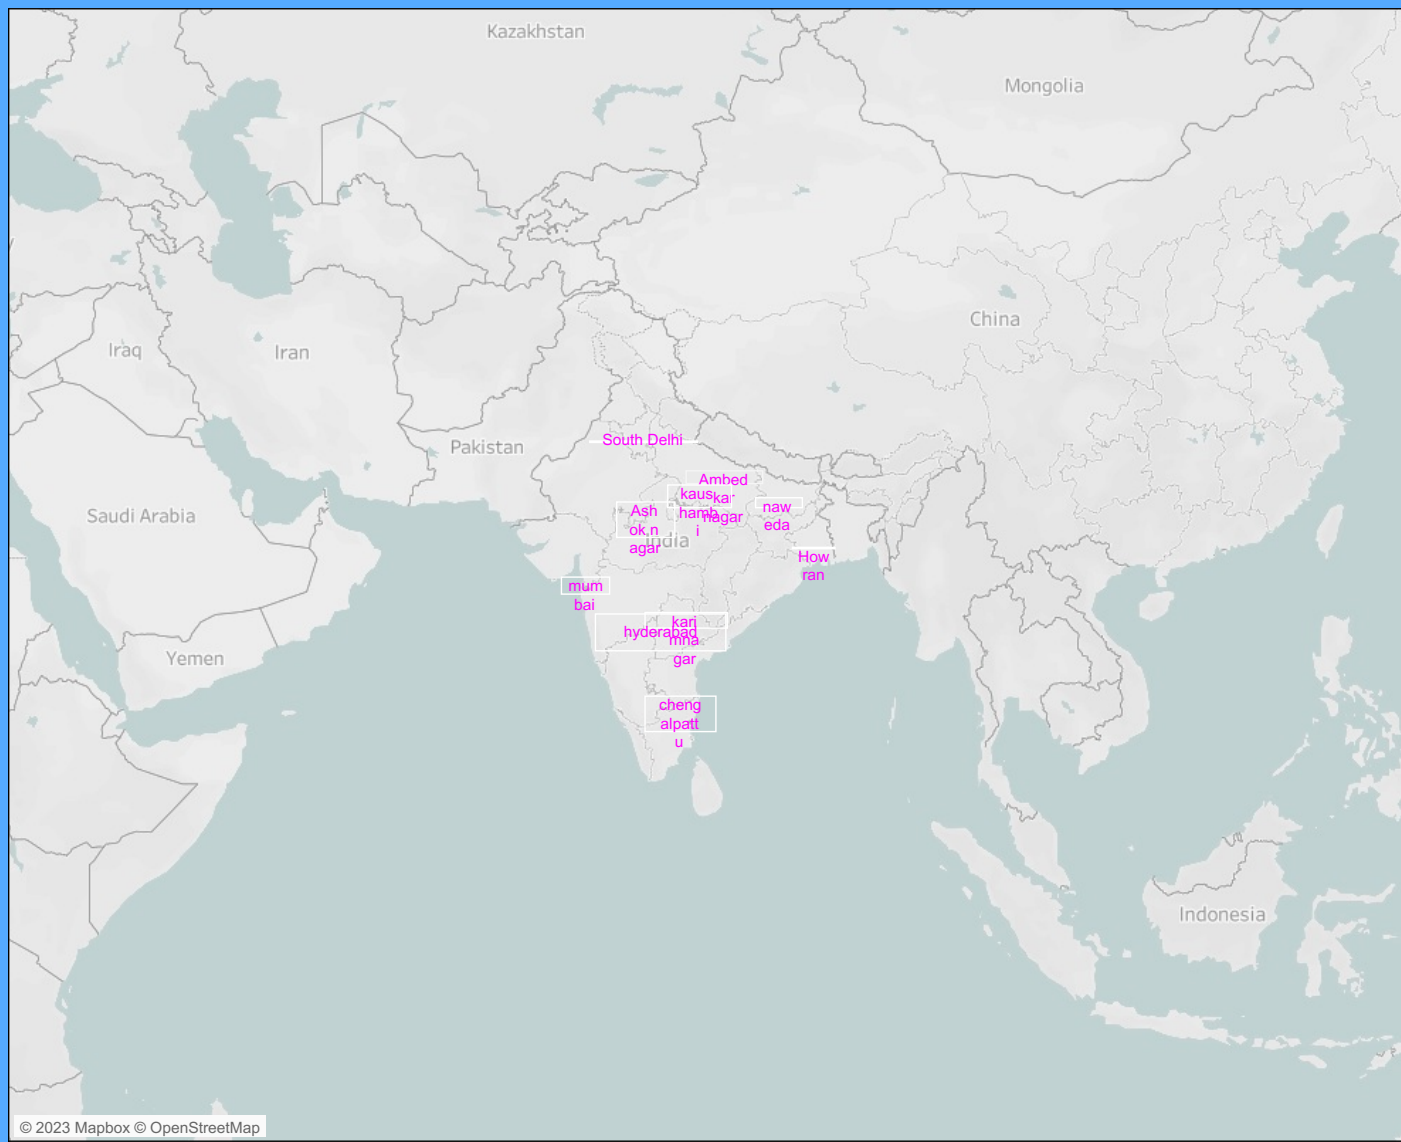 Kazakhstan
Mongolia
China
Iraq
Iran
Pakistan
South Delhi
Saudi Arabia
Ambed
kar
nagar
kaus
hamb
i
naw
eda
Ash
ok,n
agar
India
How
ran
mum
bai
kari
mna
gar
hyderabad
Yemen
cheng
alpatt
u
Indonesia
© 2023 Mapbox © OpenStreetMap